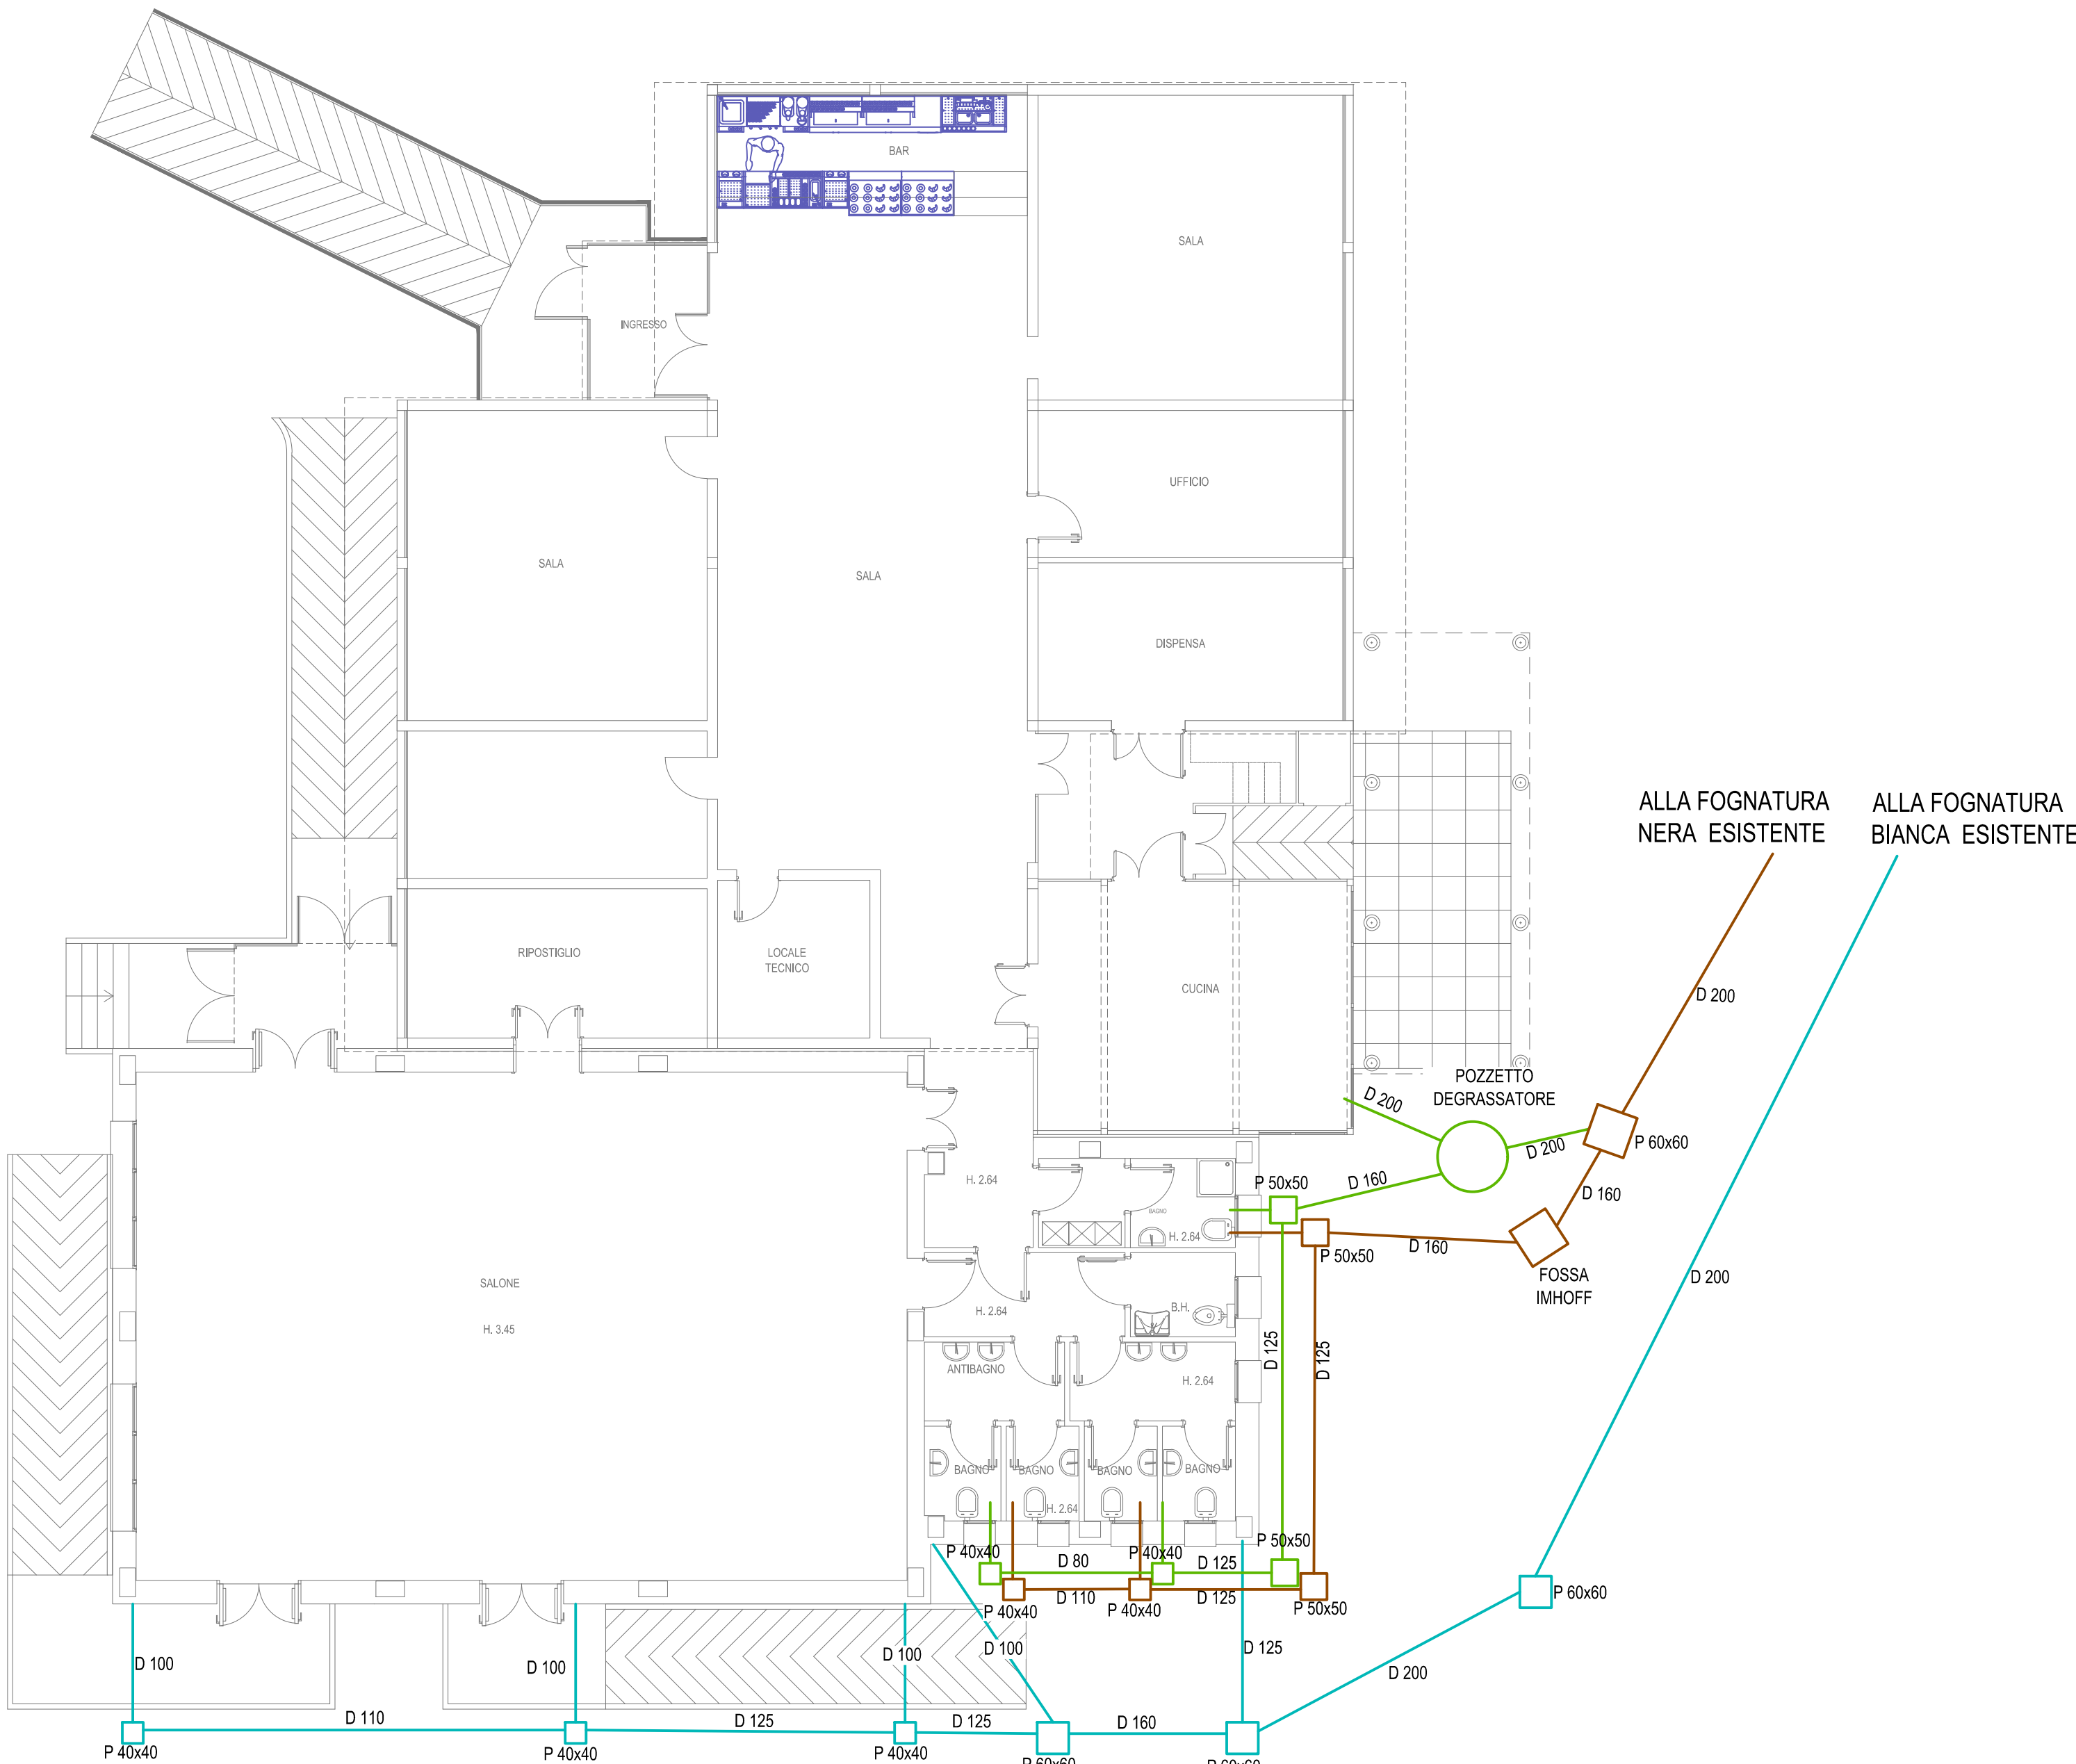 BAR
SALA
INGRESSO
UFFICIO
SALA
SALA
DISPENSA
ALLA FOGNATURA
NERA ESISTENTE
ALLA FOGNATURA
BIANCA ESISTENTE
RIPOSTIGLIO
LOCALE
TECNICO
CUCINA
D 200
POZZETTO
DEGRASSATORE
D 200
D 200
P 60x60
H. 2.64
P 50x50
D 160
D 160
BAGNO
H. 2.64
P 50x50
D 160
FOSSA
IMHOFF
D 200
SALONE
H. 3.45
H. 2.64
B.H.
D 125
D 125
ANTIBAGNO
H. 2.64
BAGNO
BAGNO
BAGNO
BAGNO
H. 2.64
P 40x40
D 80
P 40x40
D 125
P 50x50
P 40x40
D 110
P 40x40
D 125
P 50x50
P 60x60
D 100
D 100
D 100
D 100
D 125
D 200
D 110
D 125
D 125
D 160
P 40x40
P 40x40
P 40x40
P 60x60
P 60x60